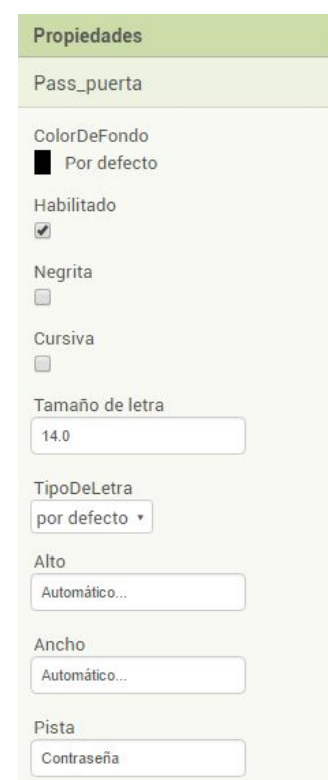 Propiedades
Pass_puerta
ColorDeFondo
Por defecto
Habilitado
Negrita
Cursiva
Tamaño de letra
14.0
TipoDeLetra
por defecto
Alto
Automático...
Ancho
Automático...
Pista
Contraseña